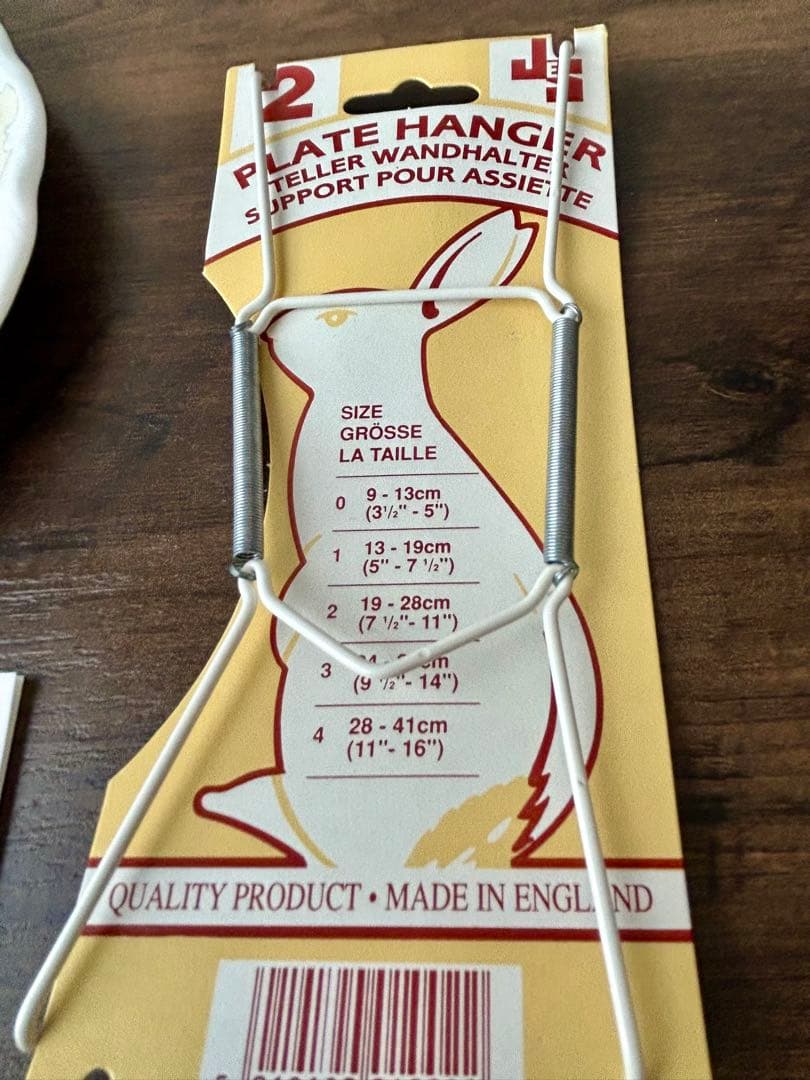 2
JES
PLATE HANGER
TELLER WANDHALTER
SUPPORT POUR ASSIETTE
SIZE
GRÖSSE
LA TAILLE
0 9 - 13cm
(3½" - 5")
1 13 - 19cm
(5" - 7 ½")
2 19 - 28cm
(7 ½"- 11")
3
(9 ½"- 14")
4 28 - 41cm
(11"- 16")
QUALITY PRODUCT • MADE IN ENGLAND